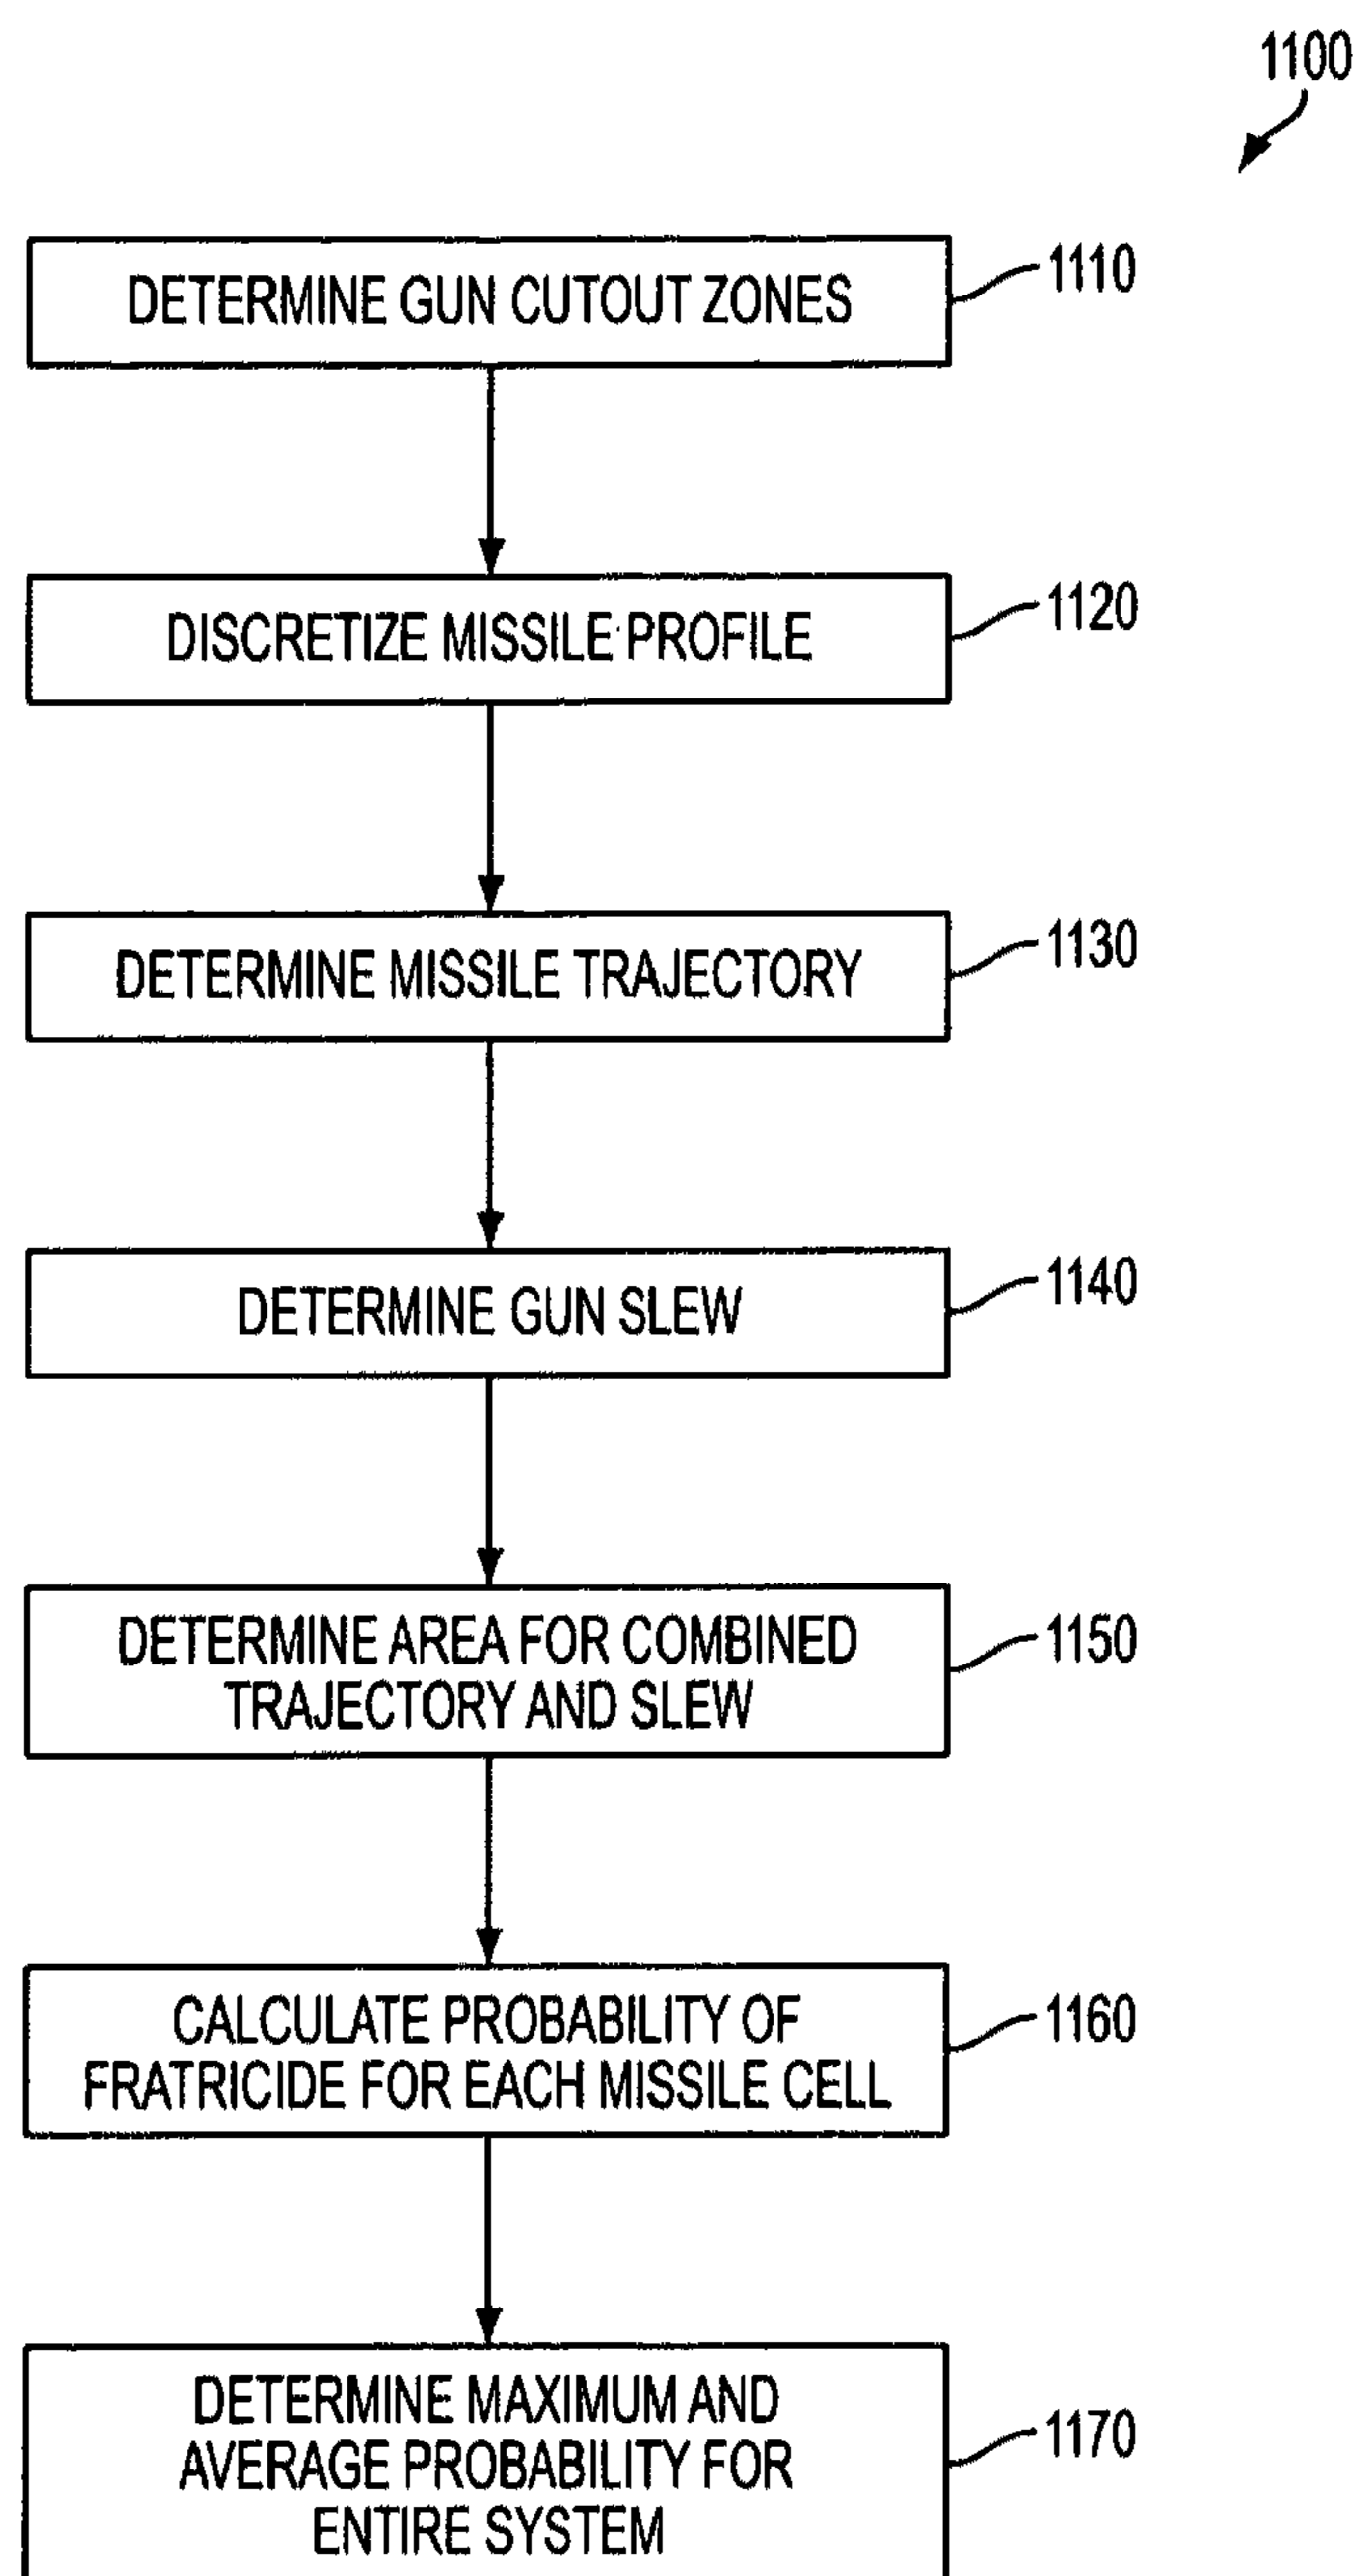 1100
DETERMINE GUN CUTOUT ZONES
1110
DISCRETIZE MISSILE PROFILE
1120
DETERMINE MISSILE TRAJECTORY
1130
DETERMINE GUN SLEW
1140
DETERMINE AREA FOR COMBINED
TRAJECTORY AND SLEW
1150
CALCULATE PROBABILITY OF
FRATRICIDE FOR EACH MISSILE CELL
1160
DETERMINE MAXIMUM AND
AVERAGE PROBABILITY FOR
ENTIRE SYSTEM
1170